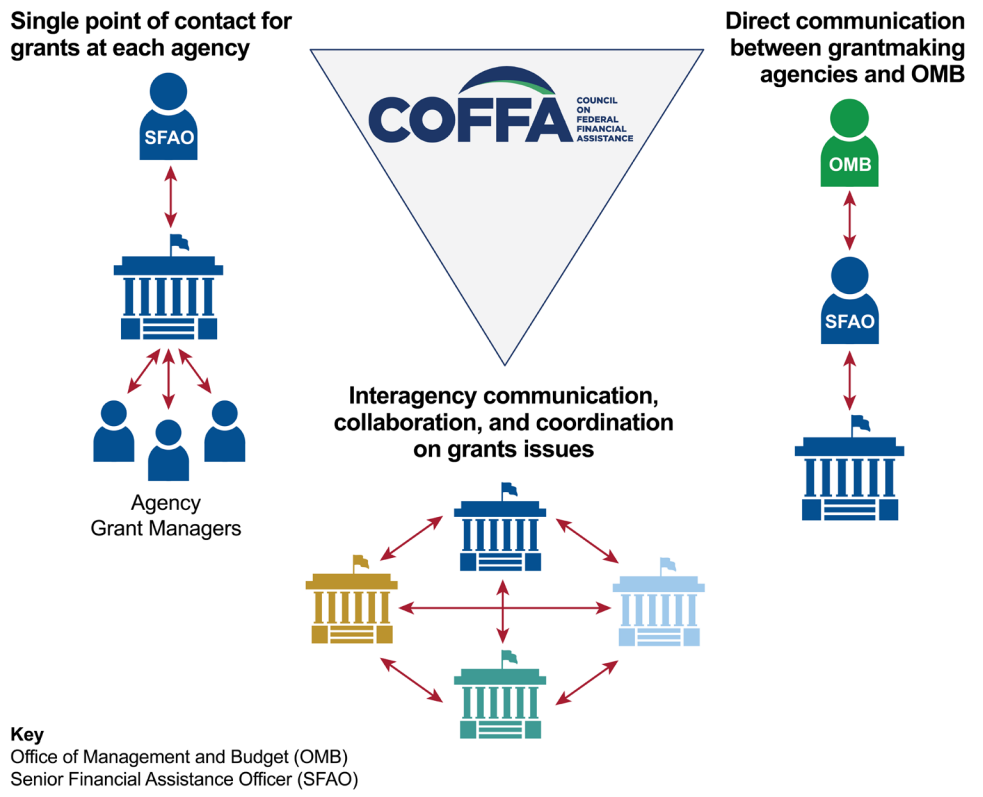 Single point of contact for
grants at each agency
SFAO
Agency
Grant Managers
COFFA
COUNCIL
ON
FEDERAL
FINANCIAL
ASSISTANCE
Interagency communication,
collaboration, and coordination
on grants issues
Direct communication
between grantmaking
agencies and OMB
OMB
SFAO
Key
Office of Management and Budget (OMB)
Senior Financial Assistance Officer (SFAO)